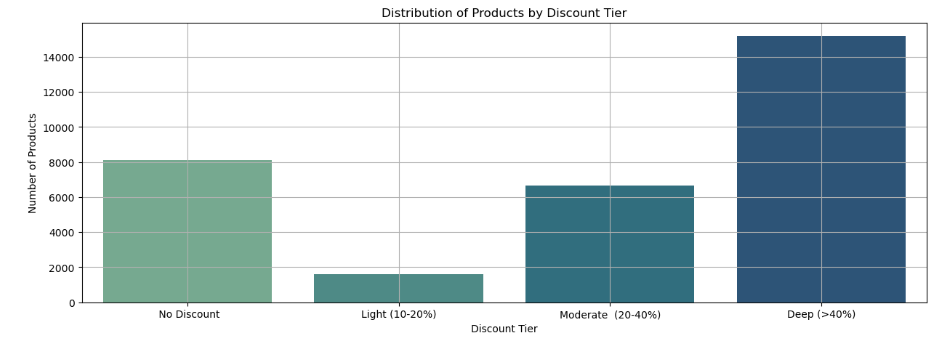 Distribution of Products by Discount Tier
Number of Products
14000
12000
10000
8000
6000
4000
2000
0
No Discount
Light (10-20%)
Moderate  (20-40%)
Deep (>40%)
Discount Tier